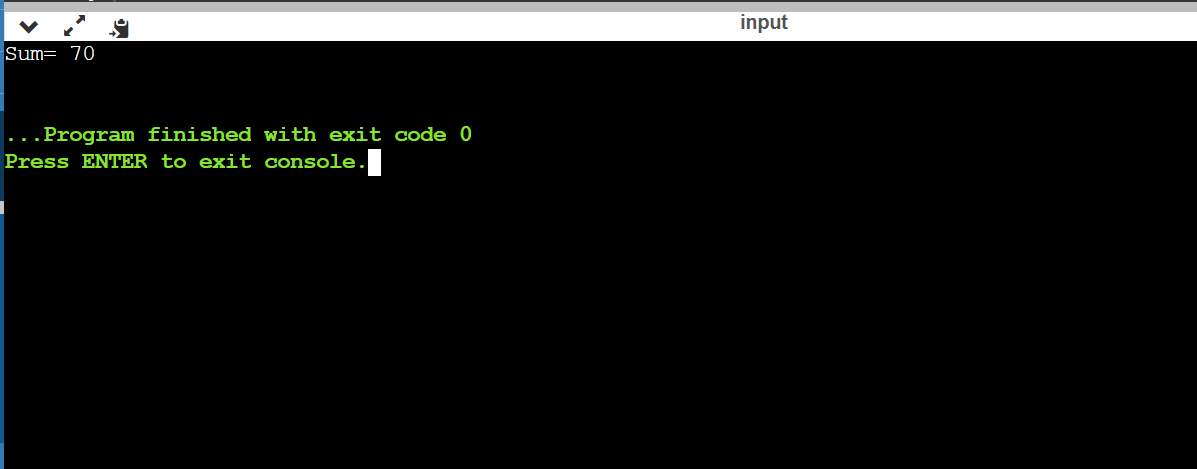 input
Sum= 70
...Program finished with exit code 0
Press ENTER to exit console.